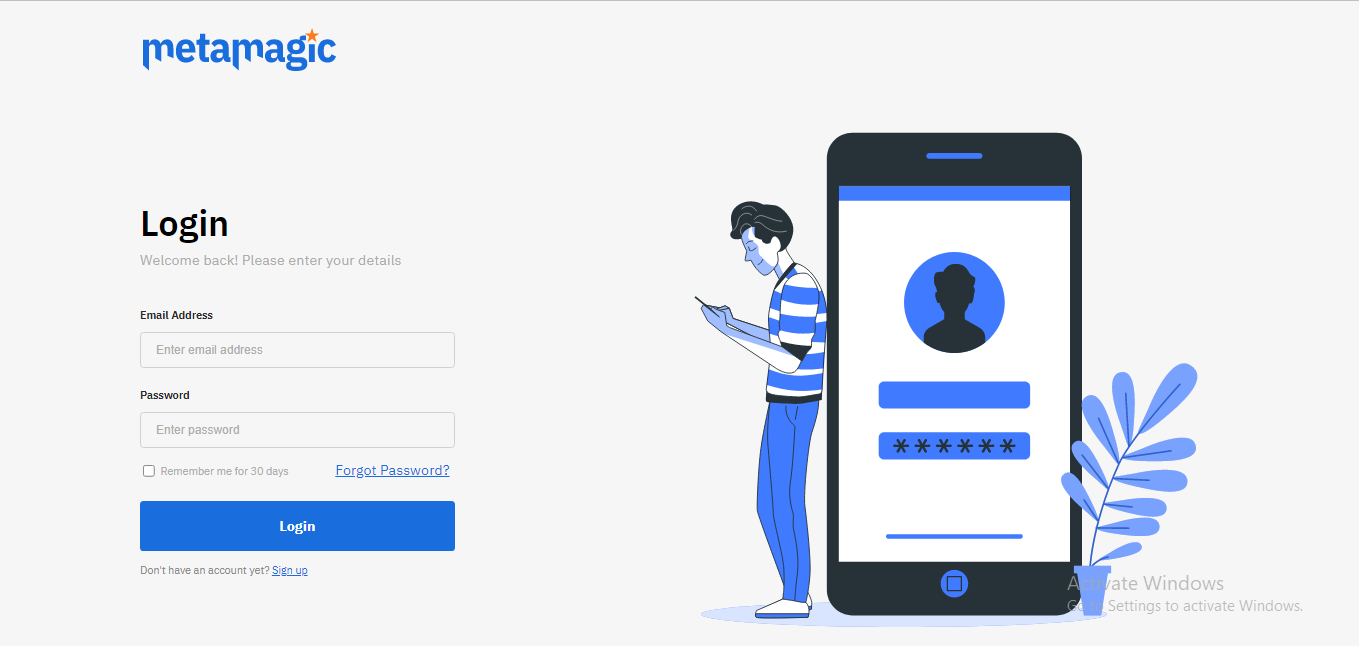 metamagic
Login
Welcome back! Please enter your details
Email Address
Enter email address
Password
Enter password
Remember me for 30 days
Forgot Password?
Login
Don't have an account yet? Sign up
******
Activate Windows
Go to Settings to activate Windows.